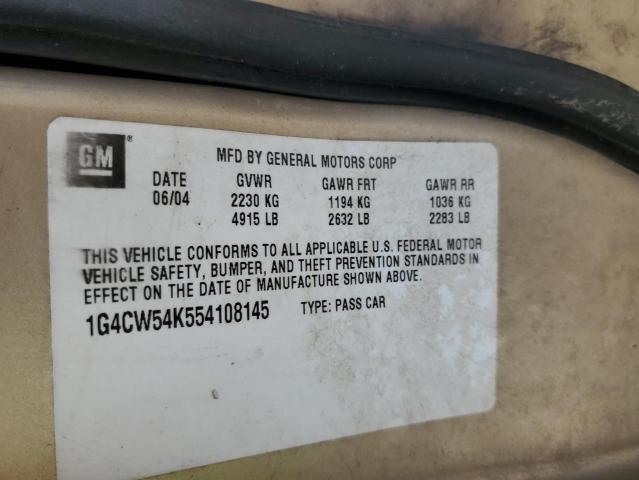 GM ®
MFD BY GENERAL MOTORS CORP
DATE GVWR GAWR FRT GAWR RR
06/04 2230 KG 1194 KG 1036 KG
4915 LB 2632 LB 2283 LB
THIS VEHICLE CONFORMS TO ALL APPLICABLE U.S. FEDERAL MOTOR
VEHICLE SAFETY, BUMPER, AND THEFT PREVENTION STANDARDS IN
EFFECT ON THE DATE OF MANUFACTURE SHOWN ABOVE.
1G4CW54K554108145 TYPE: PASS CAR